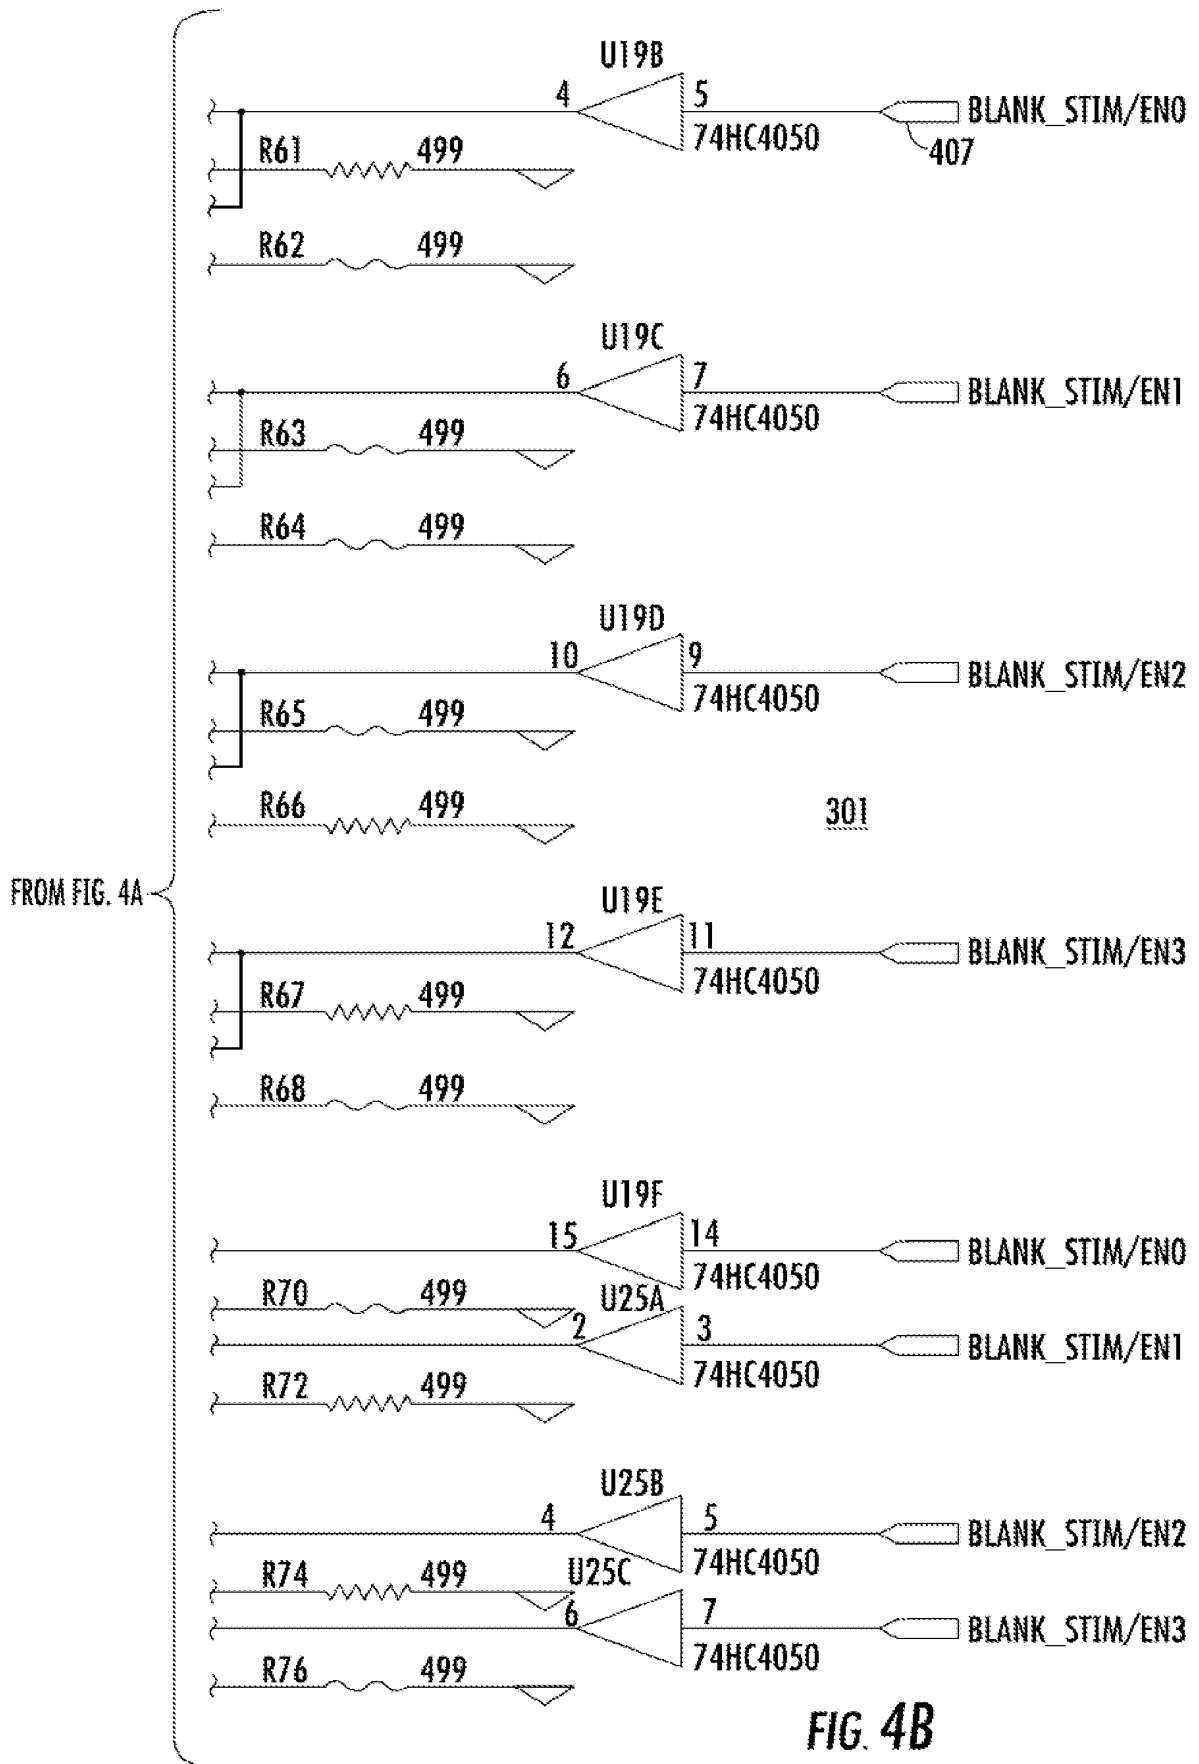 U19B
4
5
BLANK_STIM/EN0
74HC4050
407
R61
499
R62
499
U19C
6
7
BLANK_STIM/EN1
74HC4050
R63
499
R64
499
U19D
10
9
BLANK_STIM/EN2
74HC4050
R65
499
R66
499
301
FROM FIG. 4A
U19E
12
11
BLANK_STIM/EN3
74HC4050
R67
499
R68
499
U19F
15
14
BLANK_STIM/EN0
74HC4050
R70
499
U25A
2
3
BLANK_STIM/EN1
74HC4050
R72
499
U25B
4
5
BLANK_STIM/EN2
74HC4050
R74
499
U25C
6
7
BLANK_STIM/EN3
74HC4050
R76
499
FIG. 4B